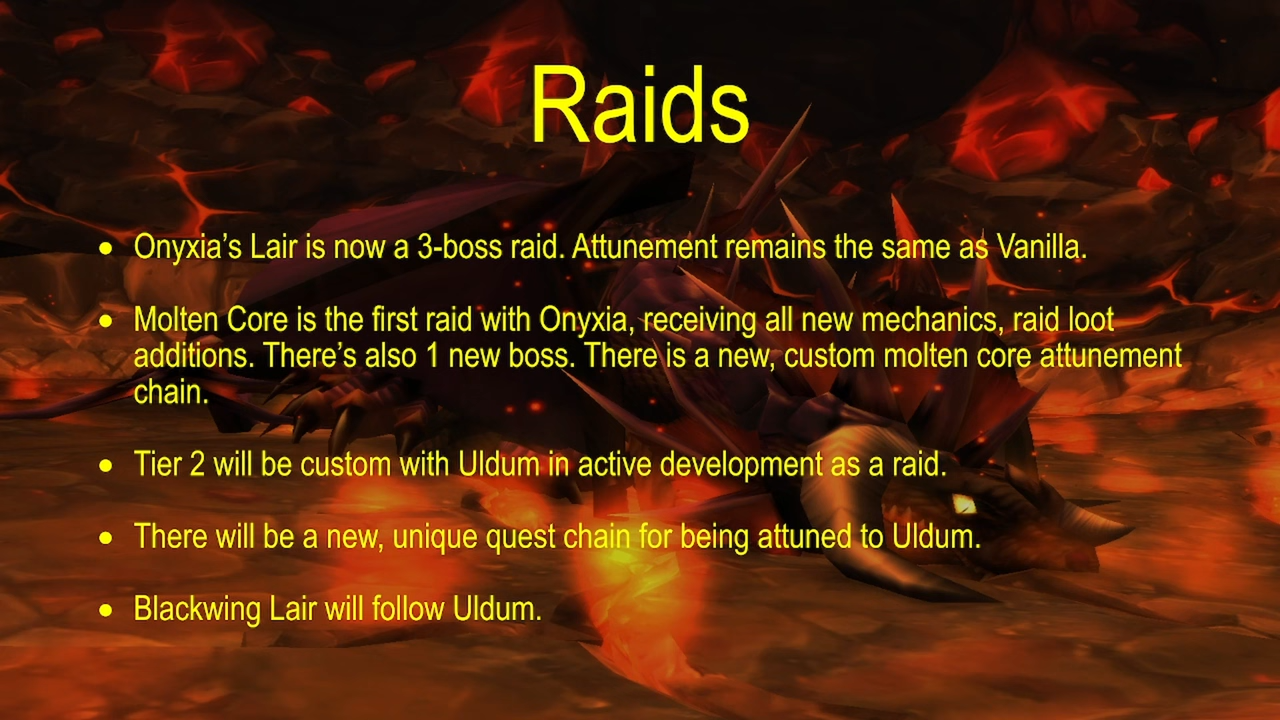 Raids
• Onyxia’s Lair is now a 3-boss raid. Attunement remains the same as Vanilla.
• Molten Core is the first raid with Onyxia, receiving all new mechanics, raid loot
additions. There’s also 1 new boss. There is a new, custom molten core attunement
chain.
• Tier 2 will be custom with Uldum in active development as a raid.
• There will be a new, unique quest chain for being attuned to Uldum.
• Blackwing Lair will follow Uldum.